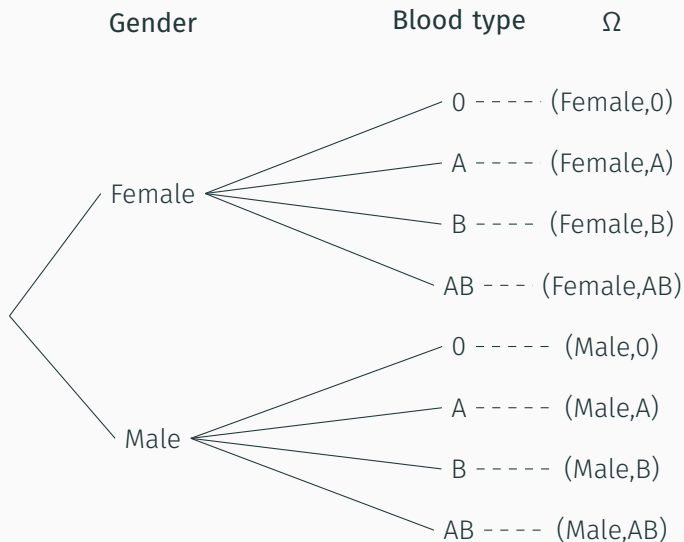 Gender Blood type Ω
0 (Female,0)
A (Female,A)
Female
B (Female,B)
AB (Female,AB)
0 (Male,0)
A (Male,A)
Male
B (Male,B)
AB (Male,AB)